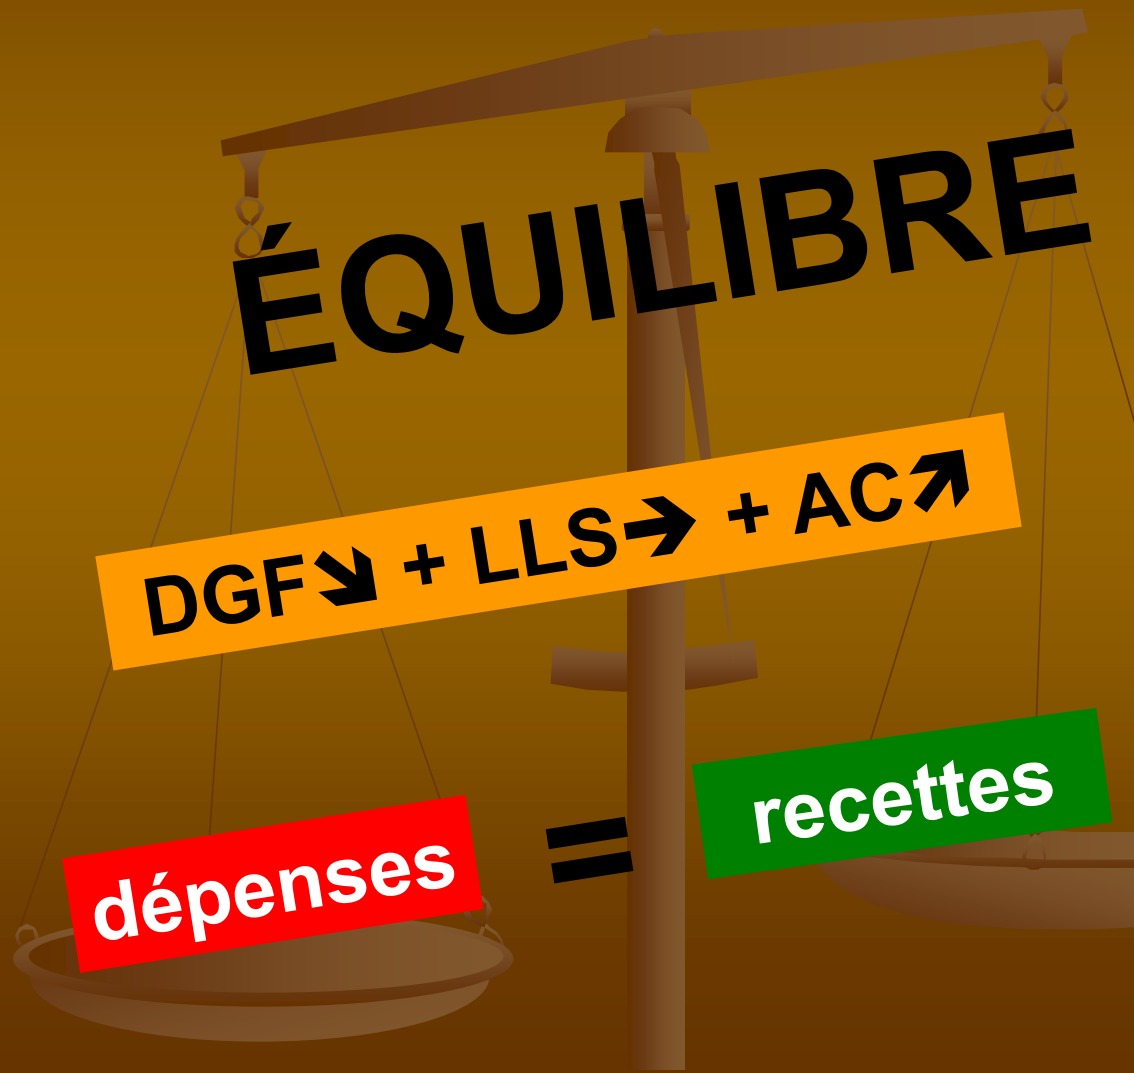 ÉQUILIBRE
DGF➘ + LLS➔ + AC➚
dépenses = recettes